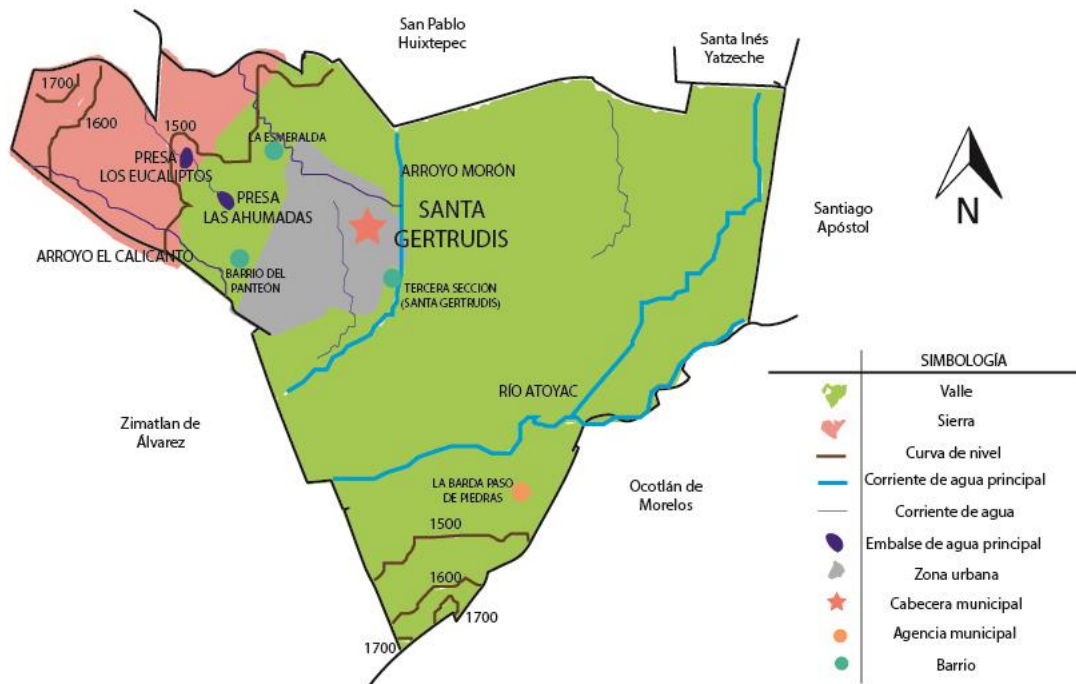 San Pablo
Huixtepec
Santa Inés
Yatzeche
1700
1600
1500
LA ESMERALDA
PRESA
LOS EUCALIPTOS
ARROYO MORÓN
PRESA
LAS AHUMADAS
SANTA
GERTRUDIS
Santiago
Apóstol
N
ARROYO EL CALICANTO
BARRIO DEL
PANTEÓN
TERCERA SECCIÓN
(SANTA GERTRUDIS)
RÍO ATOYAC
Zimatlan de
Álvarez
LA BARDA PASO
DE PIEDRAS
Ocotlán de
Morelos
1500
1600
1700
1700
SIMBOLOGÍA
Valle
Sierra
Curva de nivel
Corriente de agua principal
Corriente de agua
Embalse de agua principal
Zona urbana
Cabecera municipal
Agencia municipal
Barrio